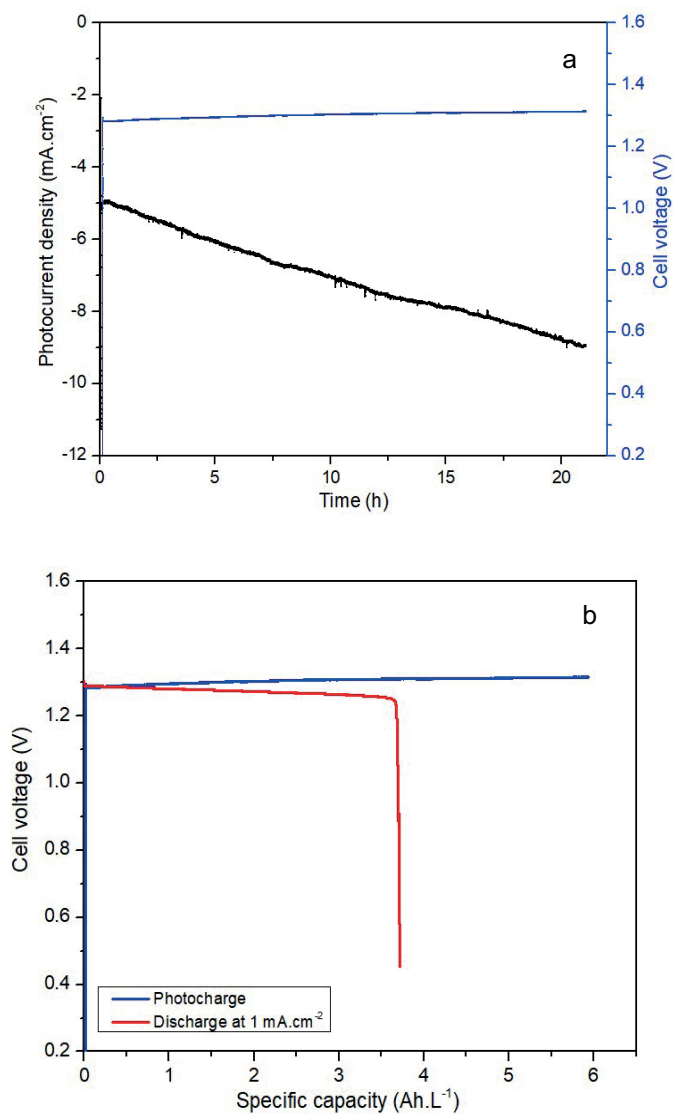 a
0
-2
-4
-6
-8
-10
-12
Photocurrent density (mA.cm⁻²)
1.6
1.4
1.2
1.0
0.8
0.6
0.4
0.2
Cell voltage (V)
0 5 10 15 20
Time (h)
b
1.6
1.4
1.2
1.0
0.8
0.6
0.4
0.2
Cell voltage (V)
Photocharge
Discharge at 1 mA.cm⁻²
0 1 2 3 4 5 6
Specific capacity (Ah.L⁻¹)